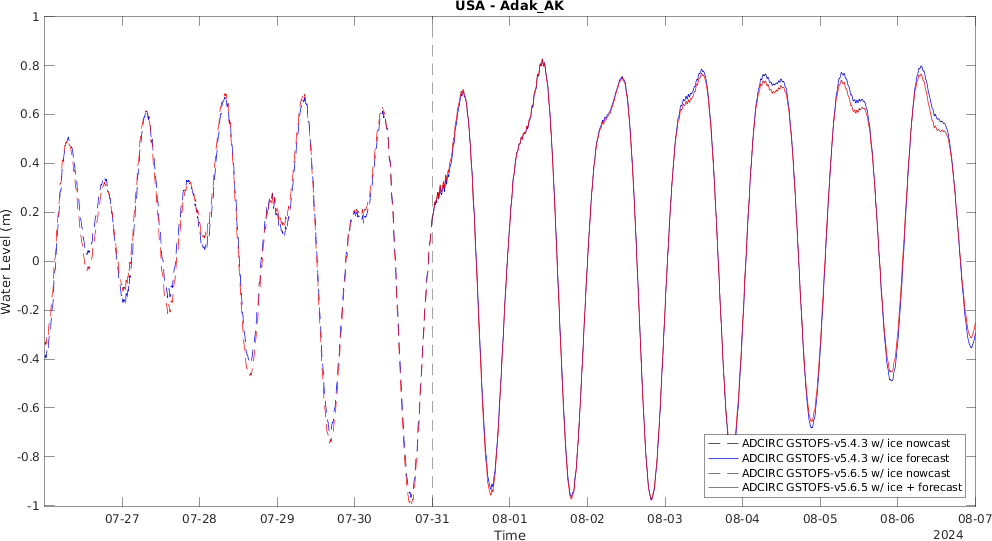 USA - Adak_AK
Water Level (m)
1
0.8
0.6
0.4
0.2
0
-0.2
-0.4
-0.6
-0.8
-1
ADCIRC GSTOFS-v5.4.3 w/ ice nowcast
ADCIRC GSTOFS-v5.4.3 w/ ice forecast
ADCIRC GSTOFS-v5.6.5 w/ ice nowcast
ADCIRC GSTOFS-v5.6.5 w/ ice + forecast
07-27 07-28 07-29 07-30 07-31 08-01 08-02 08-03 08-04 08-05 08-06 08-07
Time 2024